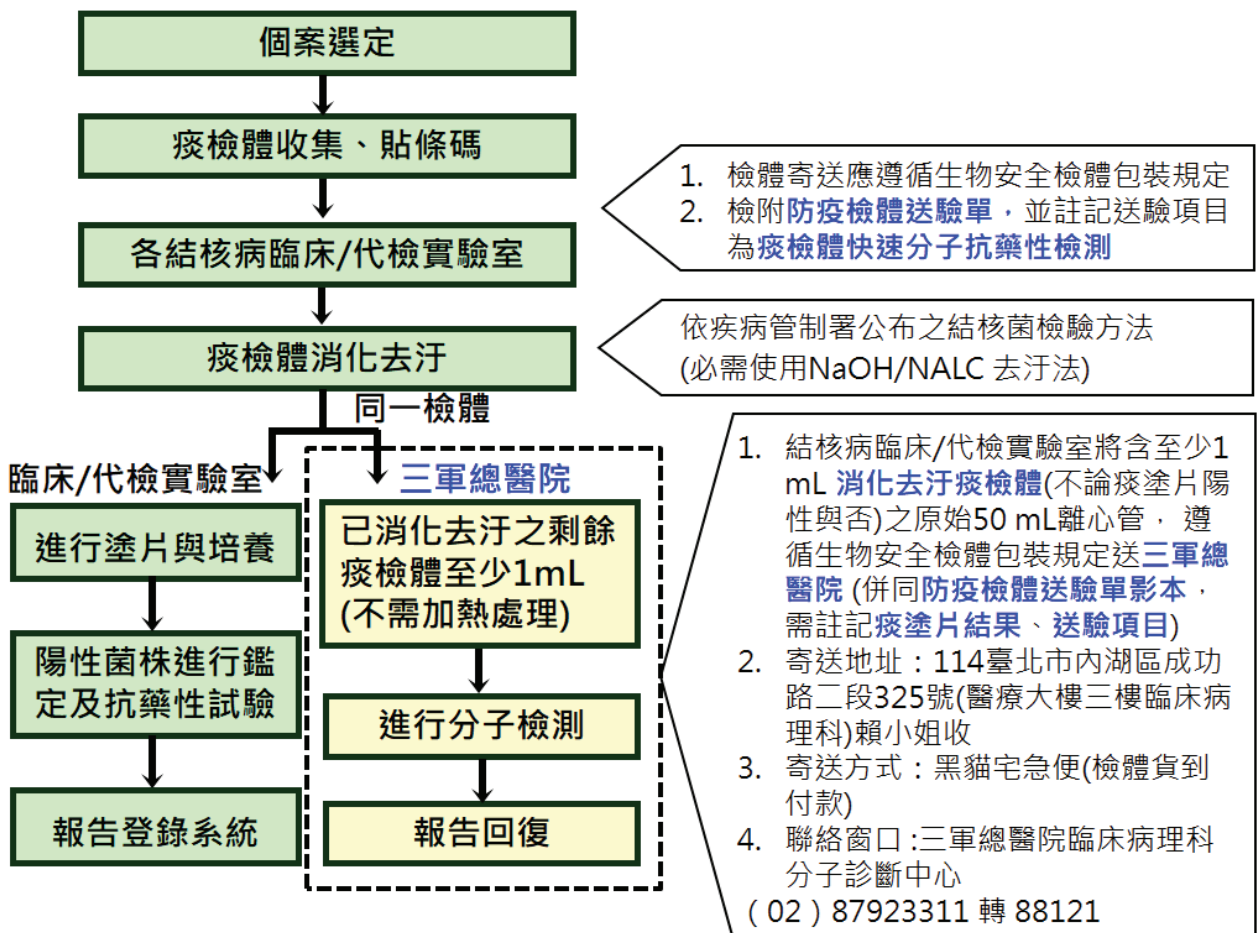 個案選定
痰檢體收集、貼條碼
各結核病臨床/代檢實驗室
痰檢體消化去汙
1. 檢體寄送應遵循生物安全檢體包裝規定
2. 檢附防疫檢體送驗單，並註記送驗項目
為痰檢體快速分子抗藥性檢測
依疾病管制署公布之結核菌檢驗方法
(必需使用NaOH/NALC 去汙法)
同一檢體
臨床/代檢實驗室
進行塗片與培養
陽性菌株進行鑑
定及抗藥性試驗
報告登錄系統
三軍總醫院
已消化去汙之剩餘
痰檢體至少1mL
(不需加熱處理)
進行分子檢測
報告回復
1. 結核病臨床/代檢實驗室將含至少1
mL 消化去汙痰檢體(不論痰塗片陽
性與否)之原始50 mL離心管， 遵
循生物安全檢體包裝規定送三軍總
醫院 (併同防疫檢體送驗單影本，
需註記痰塗片結果、送驗項目)
2. 寄送地址：114臺北市內湖區成功
路二段325號(醫療大樓三樓臨床病
理科)賴小姐收
3. 寄送方式：黑貓宅急便(檢體貨到
付款)
4. 聯絡窗口:三軍總醫院臨床病理科
分子診斷中心
（02）87923311 轉 88121